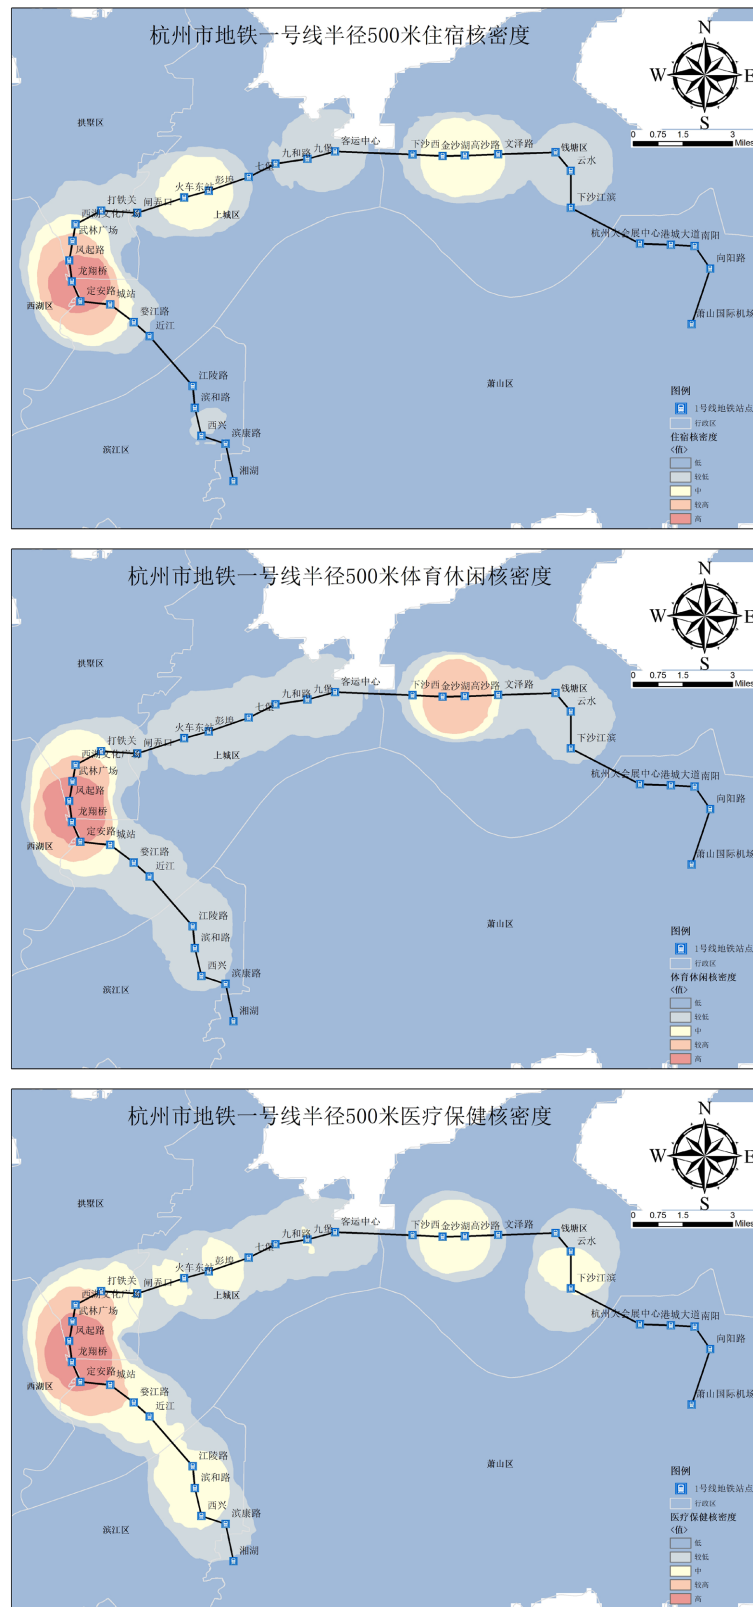 杭州市地铁一号线半径500米住宿核密度
N
W
E
S
0
0.75
1.5
3
Miles
拱墅区
客运中心
九堡
九和路
七堡
下沙西
金沙湖
高沙路
文泽路
钱塘区
云水
彭埠
火车东站
闸弄口
打铁关
上城区
下沙江滨
西湖文化广场
武林广场
凤起路
龙翔桥
定安路
城站
西湖区
婺江路
近江
杭州大会展中心
港城大道
南阳
向阳路
萧山国际机场
江陵路
滨和路
西兴
滨康路
湘湖
滨江区
萧山区
图例
1号线地铁站点
行政区
住宿核密度
<值>
低
较低
中
较高
高
杭州市地铁一号线半径500米体育休闲核密度
N
W
E
S
0
0.75
1.5
3
Miles
拱墅区
客运中心
九堡
九和路
七堡
下沙西
金沙湖
高沙路
文泽路
钱塘区
云水
彭埠
火车东站
闸弄口
打铁关
上城区
下沙江滨
西湖文化广场
武林广场
凤起路
龙翔桥
定安路
城站
西湖区
婺江路
近江
杭州大会展中心
港城大道
南阳
向阳路
萧山国际机场
江陵路
滨和路
西兴
滨康路
湘湖
滨江区
萧山区
图例
1号线地铁站点
行政区
体育休闲核密度
<值>
低
较低
中
较高
高
杭州市地铁一号线半径500米医疗保健核密度
N
W
E
S
0
0.75
1.5
3
Miles
拱墅区
客运中心
九堡
九和路
七堡
下沙西
金沙湖
高沙路
文泽路
钱塘区
云水
彭埠
火车东站
闸弄口
打铁关
上城区
下沙江滨
西湖文化广场
武林广场
凤起路
龙翔桥
定安路
城站
西湖区
婺江路
近江
杭州大会展中心
港城大道
南阳
向阳路
萧山国际机场
江陵路
滨和路
西兴
滨康路
湘湖
滨江区
萧山区
图例
1号线地铁站点
行政区
医疗保健核密度
<值>
低
较低
中
较高
高